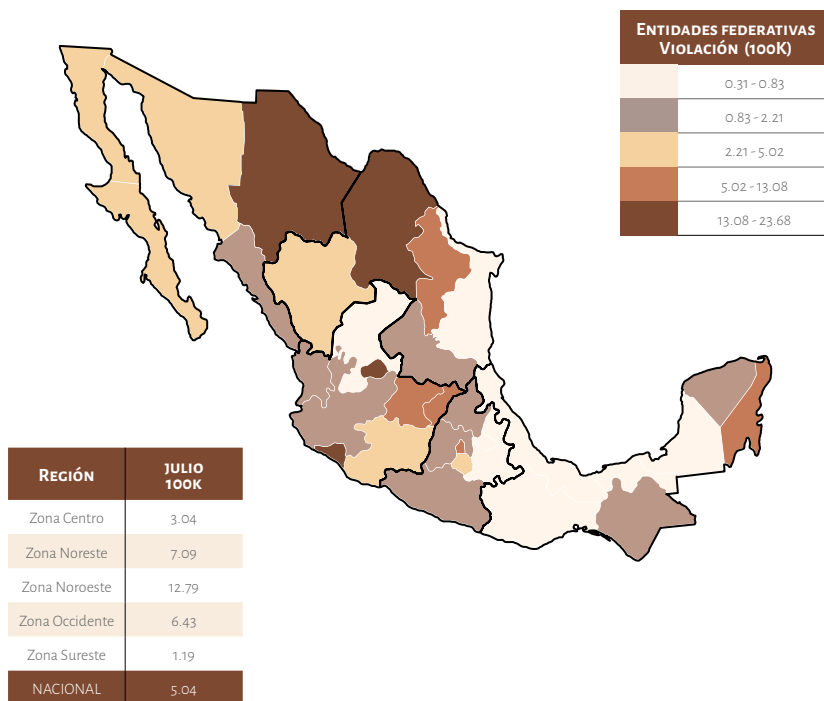 Entidades federativas
Violación (100k)
0.31 - 0.83
0.83 - 2.21
2.21 - 5.02
5.02 - 13.08
13.08 - 23.68
Región Julio 100k
Zona Centro 3.04
Zona Noreste 7.09
Zona Noroeste 12.79
Zona Occidente 6.43
Zona Sureste 1.19
NACIONAL 5.04